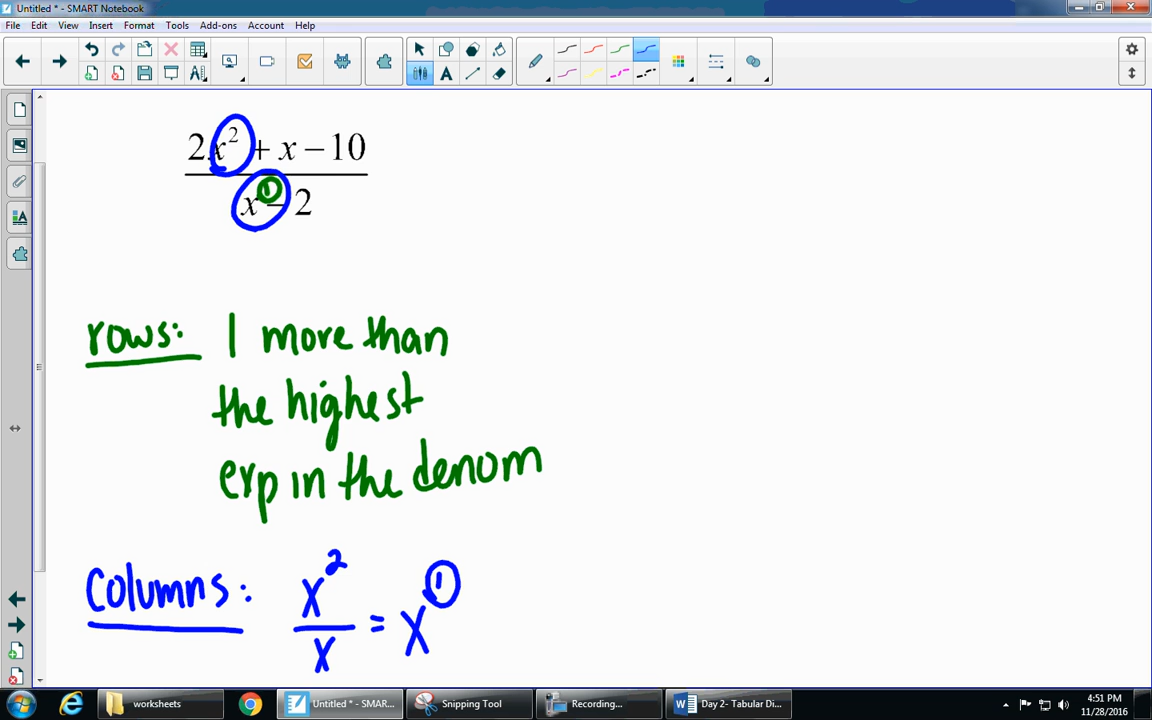 Untitled * - SMART Notebook
File Edit View Insert Format Tools Add-ons Account Help
2x² + x − 10
x① − 2
rows: 1 more than
the highest
exp in the denom
Columns: x²/x = x①
worksheets
Untitled * - SMAR...
Snipping Tool
Recording...
Day 2- Tabular Di...
4:51 PM
11/28/2016